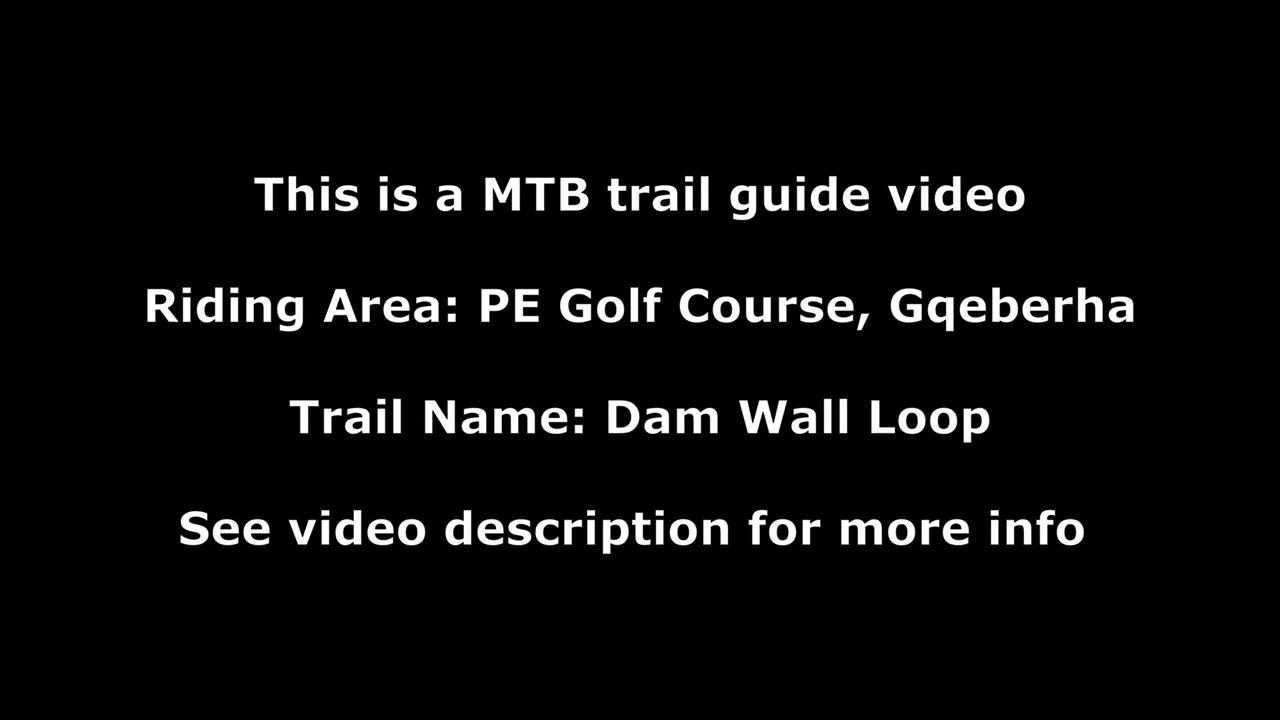 This is a MTB trail guide video
Riding Area: PE Golf Course, Gqeberha
Trail Name: Dam Wall Loop
See video description for more info